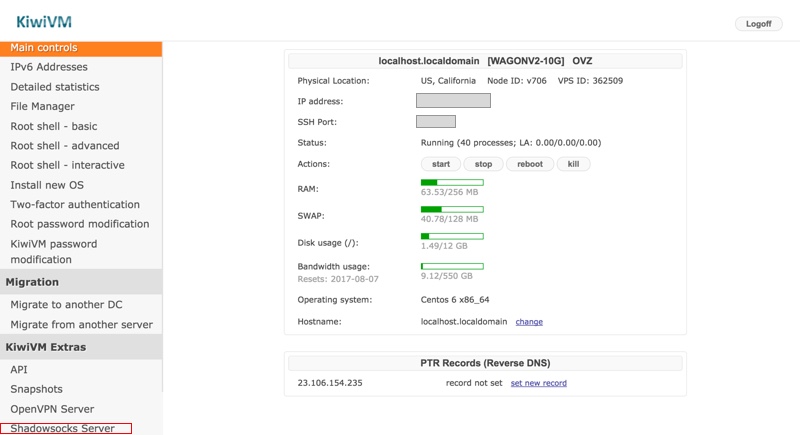 KiwiVM
Logoff
Main controls
IPv6 Addresses
Detailed statistics
File Manager
Root shell - basic
Root shell - advanced
Root shell - interactive
Install new OS
Two-factor authentication
Root password modification
KiwiVM password
modification
Migration
Migrate to another DC
Migrate from another server
KiwiVM Extras
API
Snapshots
OpenVPN Server
Shadowsocks Server
localhost.localdomain [WAGONV2-10G] OVZ
Physical Location: US, California Node ID: v706 VPS ID: 362509
IP address:
SSH Port:
Status: Running (40 processes; LA: 0.00/0.00/0.00)
Actions: start stop reboot kill
RAM:
63.53/256 MB
SWAP:
40.78/128 MB
Disk usage (/):
1.49/12 GB
Bandwidth usage:
Resets: 2017-08-07 9.12/550 GB
Operating system: Centos 6 x86_64
Hostname: localhost.localdomain change
PTR Records (Reverse DNS)
23.106.154.235 record not set set new record